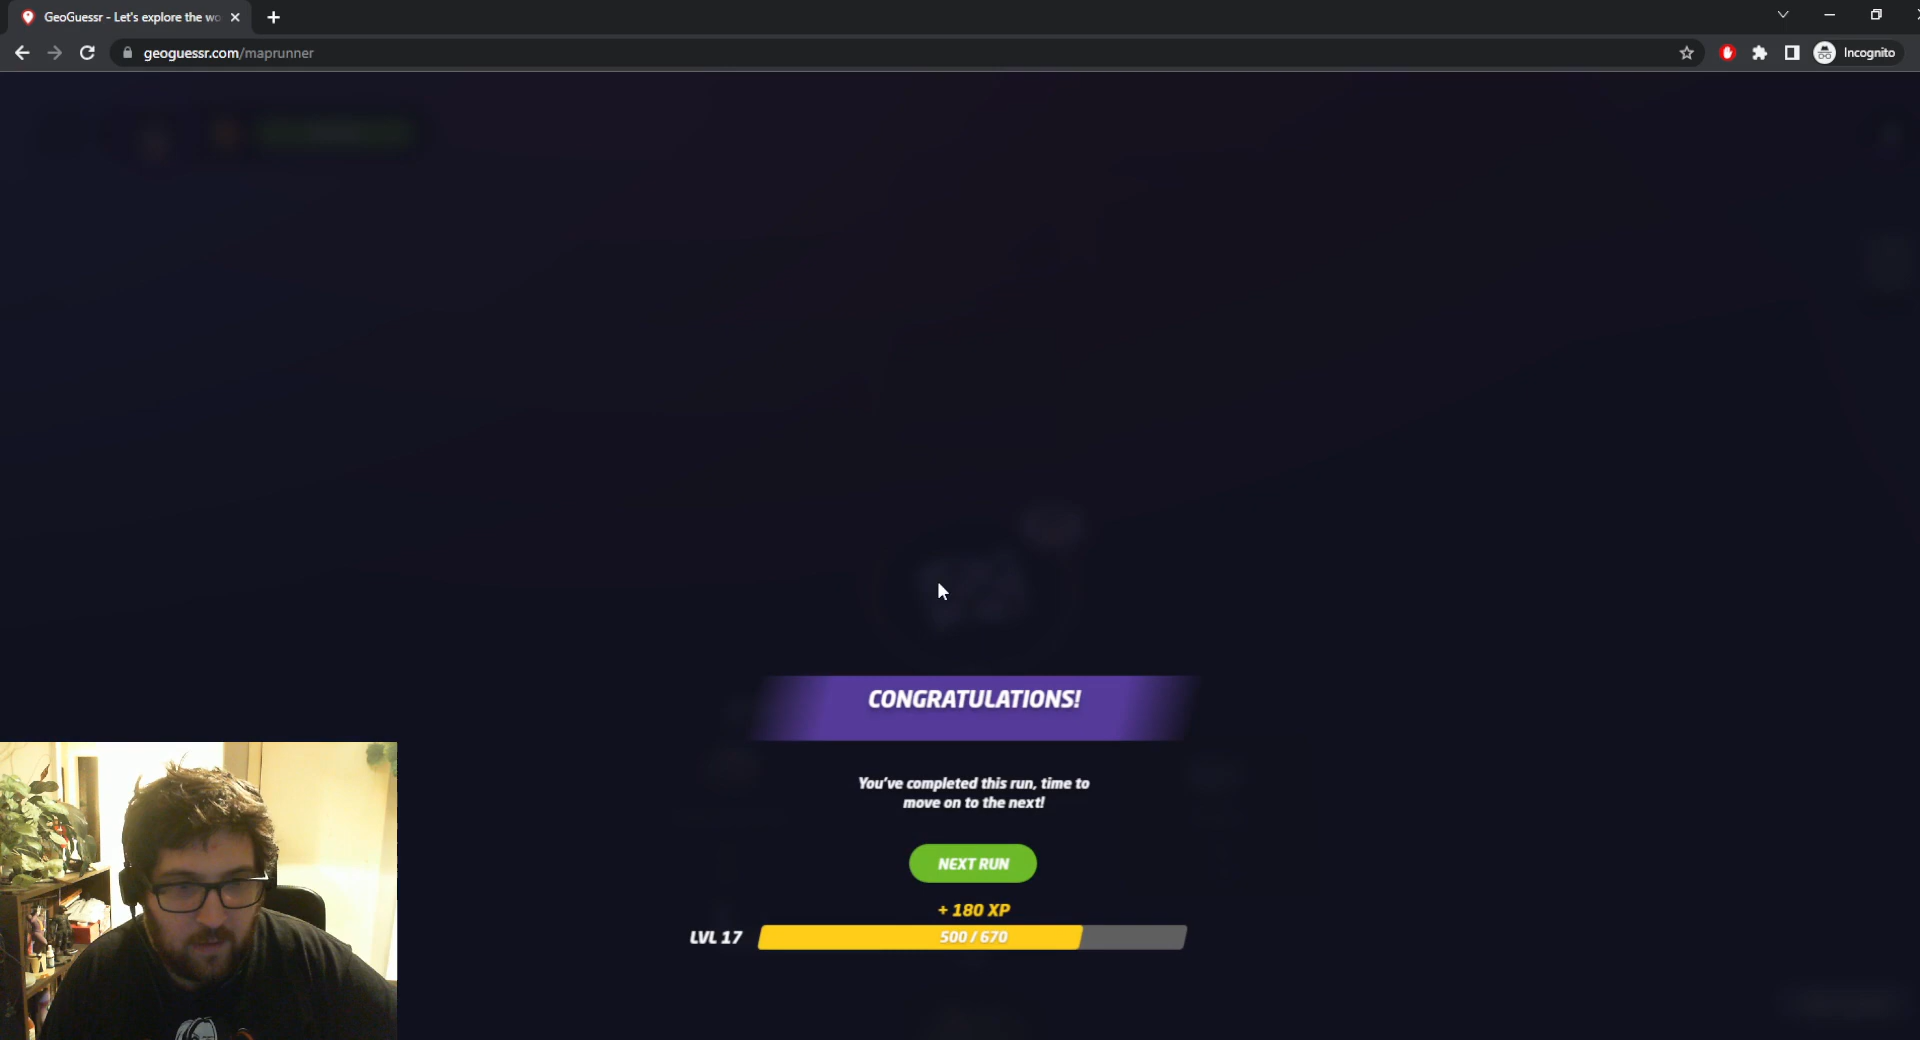 GeoGuessr - Let's explore the wo
geoguessr.com/maprunner
Incognito
CONGRATULATIONS!
You've completed this run, time to
move on to the next!
NEXT RUN
+ 180 XP
LVL 17
500 / 670